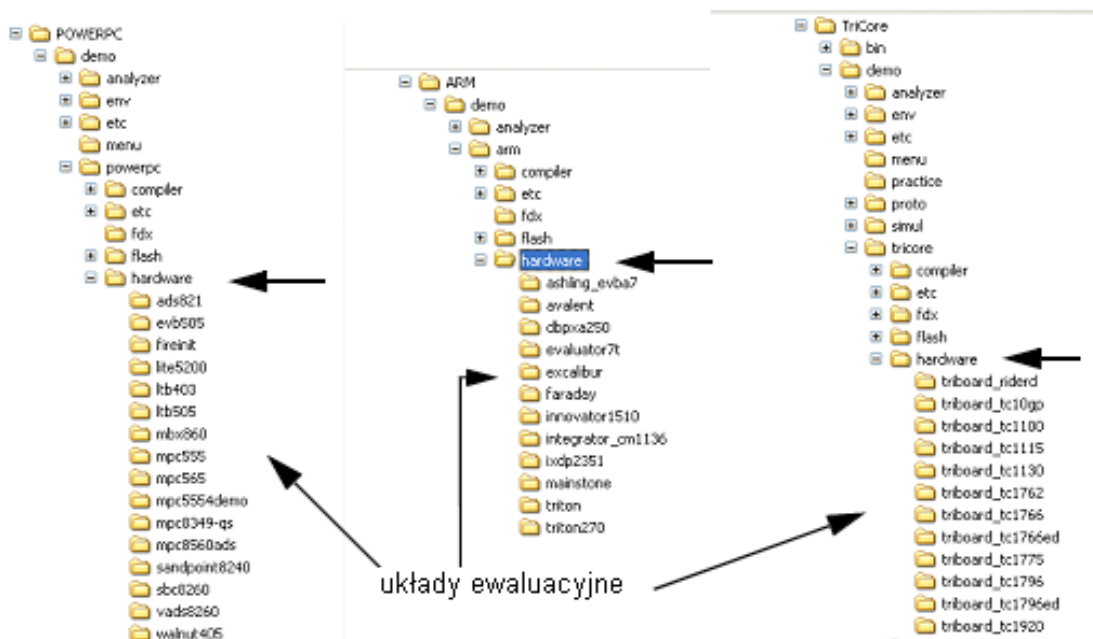 POWERPC
demo
analyzer
env
etc
menu
powerpc
compiler
etc
fdx
flash
hardware
ads821
evb505
fireinit
lite5200
ltb403
ltb505
mbx860
mpc555
mpc565
mpc5554demo
mpc8349-qs
mpc8560ads
sandpoint8240
sbc8260
vads8260
walnut405
ARM
demo
analyzer
arm
compiler
etc
fdx
flash
hardware
ashling_evba7
avalent
dbpxa250
evaluator7t
excalibur
faraday
innovator1510
integrator_cm1136
ixdp2351
mainstone
triton
triton270
układy ewaluacyjne
TriCore
bin
demo
analyzer
env
etc
menu
practice
proto
simul
tricore
compiler
etc
fdx
flash
hardware
triboard_riderd
triboard_tc10gp
triboard_tc1100
triboard_tc1115
triboard_tc1130
triboard_tc1762
triboard_tc1766
triboard_tc1766ed
triboard_tc1775
triboard_tc1796
triboard_tc1796ed
triboard_tc1920